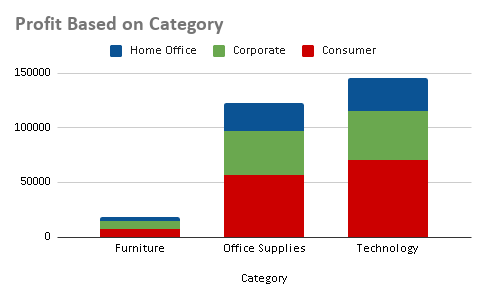 Profit Based on Category
Home Office Corporate Consumer
150000
100000
50000
0
Furniture Office Supplies Technology
Category